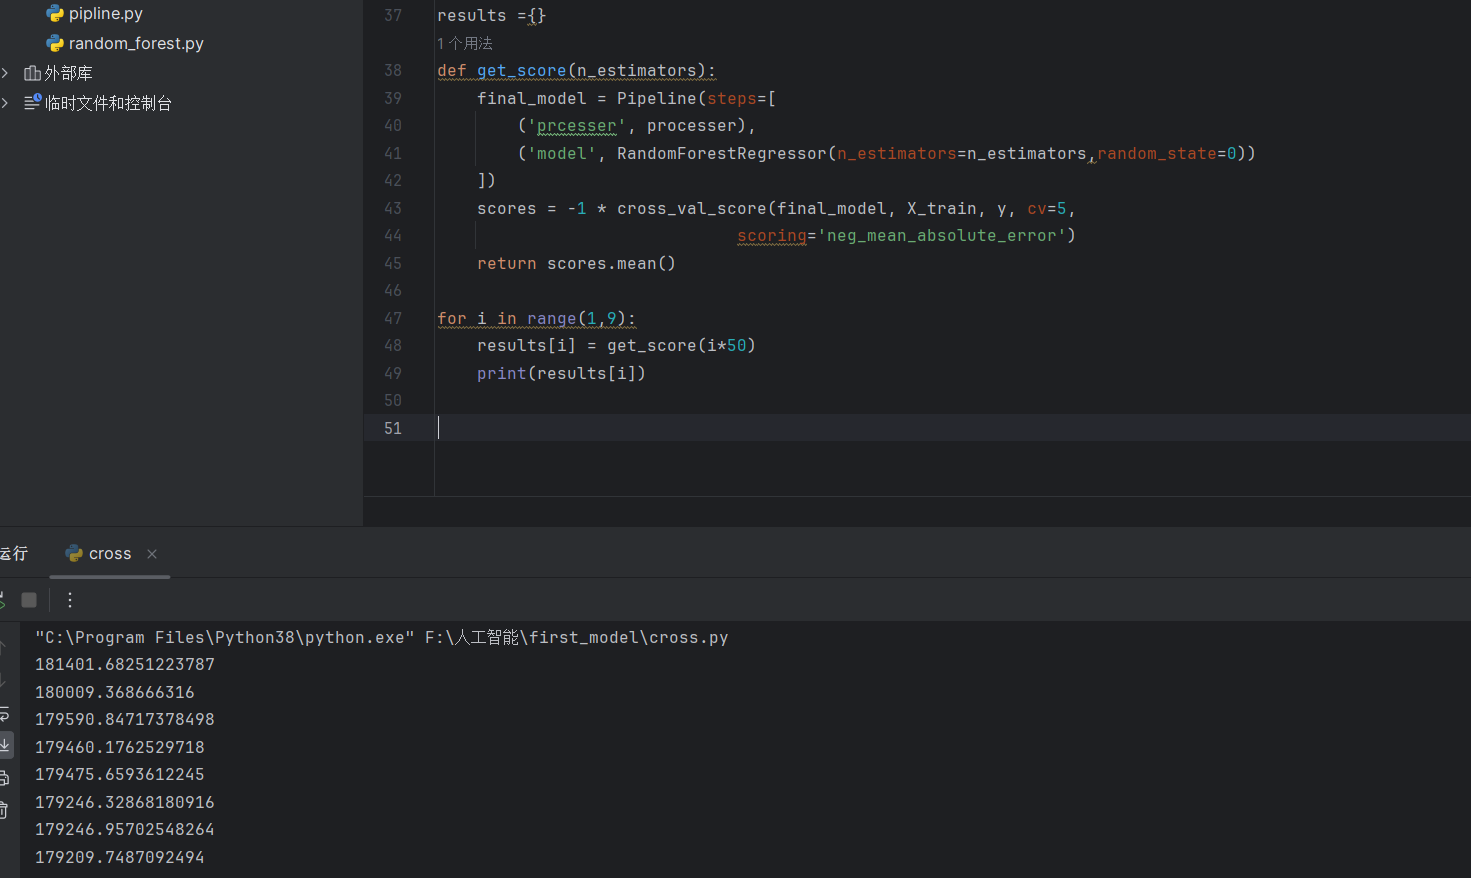 pipline.py
random_forest.py
外部库
临时文件和控制台
37 results ={}
1 个用法
38 def get_score(n_estimators):
39     final_model = Pipeline(steps=[
40         ('prcesser', processer),
41         ('model', RandomForestRegressor(n_estimators=n_estimators,random_state=0))
42     ])
43     scores = -1 * cross_val_score(final_model, X_train, y, cv=5,
44                               scoring='neg_mean_absolute_error')
45     return scores.mean()
46
47 for i in range(1,9):
48     results[i] = get_score(i*50)
49     print(results[i])
50
51
运行 cross
"C:\Program Files\Python38\python.exe" F:\人工智能\first_model\cross.py
181401.68251223787
180009.368666316
179590.84717378498
179460.1762529718
179475.6593612245
179246.32868180916
179246.95702548264
179209.7487092494